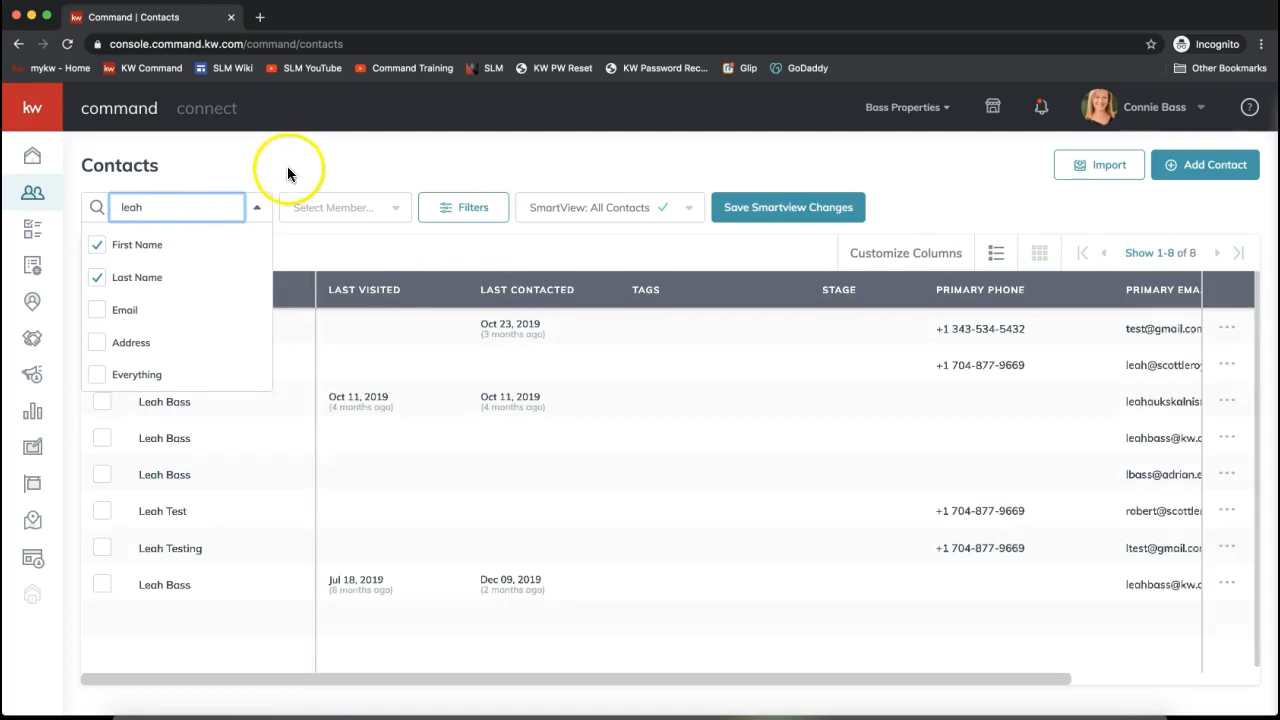 Command | Contacts
console.command.kw.com/command/contacts
Incognito
mykw - Home
KW Command
SLM Wiki
SLM YouTube
Command Training
SLM
KW PW Reset
KW Password Rec...
Glip
GoDaddy
Other Bookmarks
kw
command
connect
Bass Properties
Connie Bass
Contacts
Import
Add Contact
leah
Select Member...
Filters
SmartView: All Contacts
Save Smartview Changes
First Name
Last Name
Email
Address
Everything
Customize Columns
Show 1-8 of 8
LAST VISITED LAST CONTACTED TAGS STAGE PRIMARY PHONE PRIMARY EMA
Oct 23, 2019 +1 343-534-5432 test@gmail.com
(3 months ago)
+1 704-877-9669 leah@scottleroy
Leah Bass Oct 11, 2019 Oct 11, 2019 leahaukskalnis
(4 months ago) (4 months ago)
Leah Bass leahbass@kw.c
Leah Bass lbass@adrian.e
Leah Test +1 704-877-9669 robert@scottler
Leah Testing +1 704-877-9669 ltest@gmail.com
Leah Bass Jul 18, 2019 Dec 09, 2019 leahbass@kw.c
(6 months ago) (2 months ago)